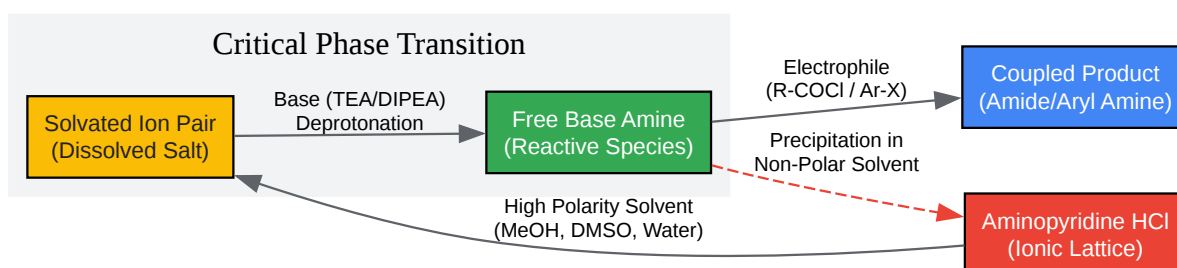 Critical Phase Transition
Solvated Ion Pair
(Dissolved Salt)
Base (TEA/DIPEA)
Deprotonation
Free Base Amine
(Reactive Species)
Electrophile
(R-COCl / Ar-X)
Coupled Product
(Amide/Aryl Amine)
Precipitation in
Non-Polar Solvent
High Polarity Solvent
(MeOH, DMSO, Water)
Aminopyridine HCl
(Ionic Lattice)